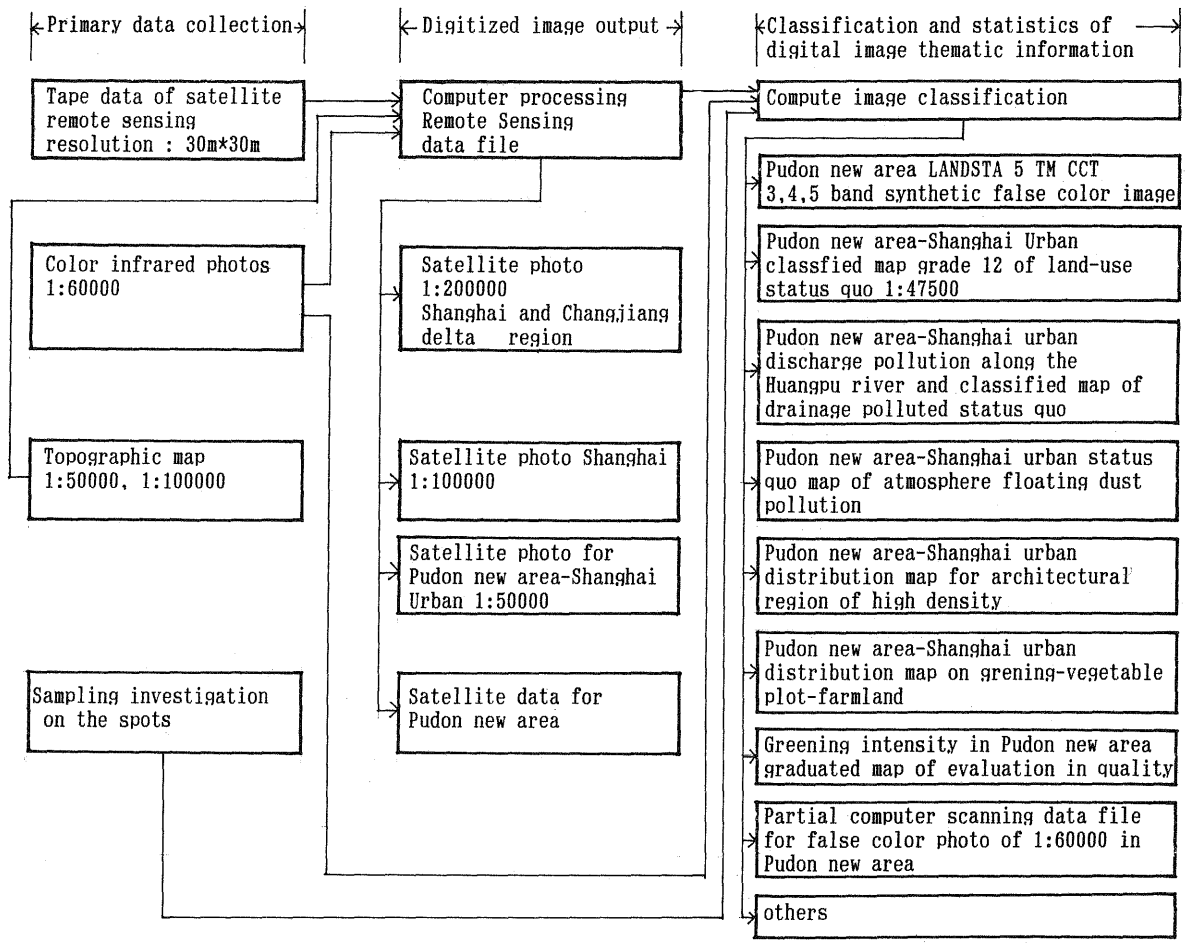 Primary data collection
Tape data of satellite
remote sensing
resolution : 30m*30m
Color infrared photos
1:60000
Topographic map
1:50000, 1:100000
Sampling investigation
on the spots
Digitized image output
Computer processing
Remote Sensing
data file
Satellite photo
1:200000
Shanghai and Changjiang
delta region
Satellite photo Shanghai
1:100000
Satellite photo for
Pudon new area-Shanghai
Urban 1:50000
Satellite data for
Pudon new area
Classification and statistics of
digital image thematic information
Compute image classification
Pudon new area LANDSTA 5 TM CCT
3,4,5 band synthetic false color image
Pudon new area-Shanghai Urban
classfied map grade 12 of land-use
status quo 1:47500
Pudon new area-Shanghai urban
discharge pollution along the
Huangpu river and classified map of
drainage polluted status quo
Pudon new area-Shanghai urban status
quo map of atmosphere floating dust
pollution
Pudon new area-Shanghai urban
distribution map for architectural
region of high density
Pudon new area-Shanghai urban
distribution map on grening-vegetable
plot-farmland
Greening intensity in Pudon new area
graduated map of evaluation in quality
Partial computer scanning data file
for false color photo of 1:60000 in
Pudon new area
others